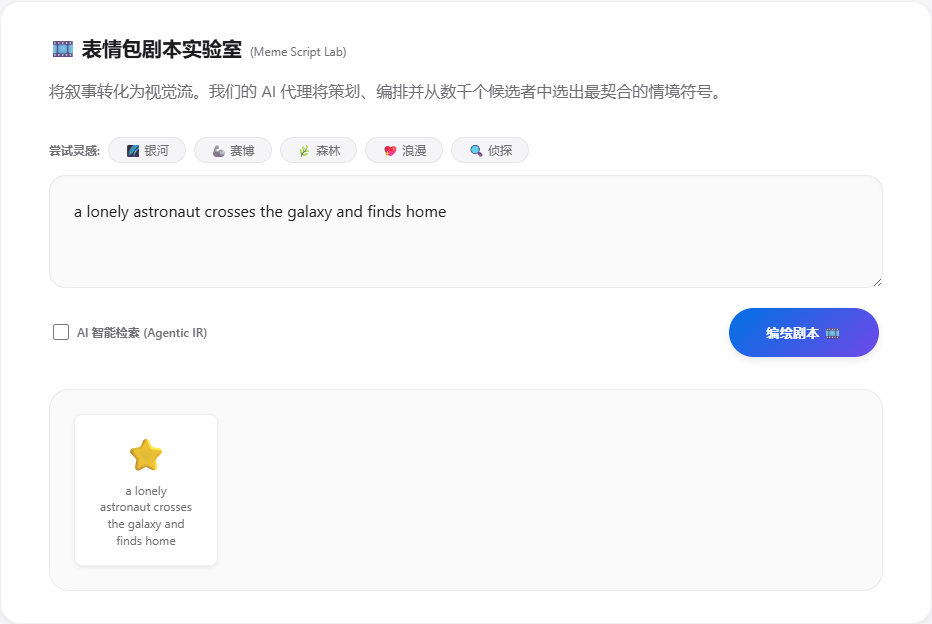 表情包剧本实验室 (Meme Script Lab)
将叙事转化为视觉流。我们的 AI 代理将策划、编排并从数千个候选者中选出最契合的情境符号。
尝试灵感: 银河 赛博 森林 浪漫 侦探
a lonely astronaut crosses the galaxy and finds home
AI 智能检索 (Agentic IR) 编绘剧本
a lonely
astronaut crosses
the galaxy and
finds home